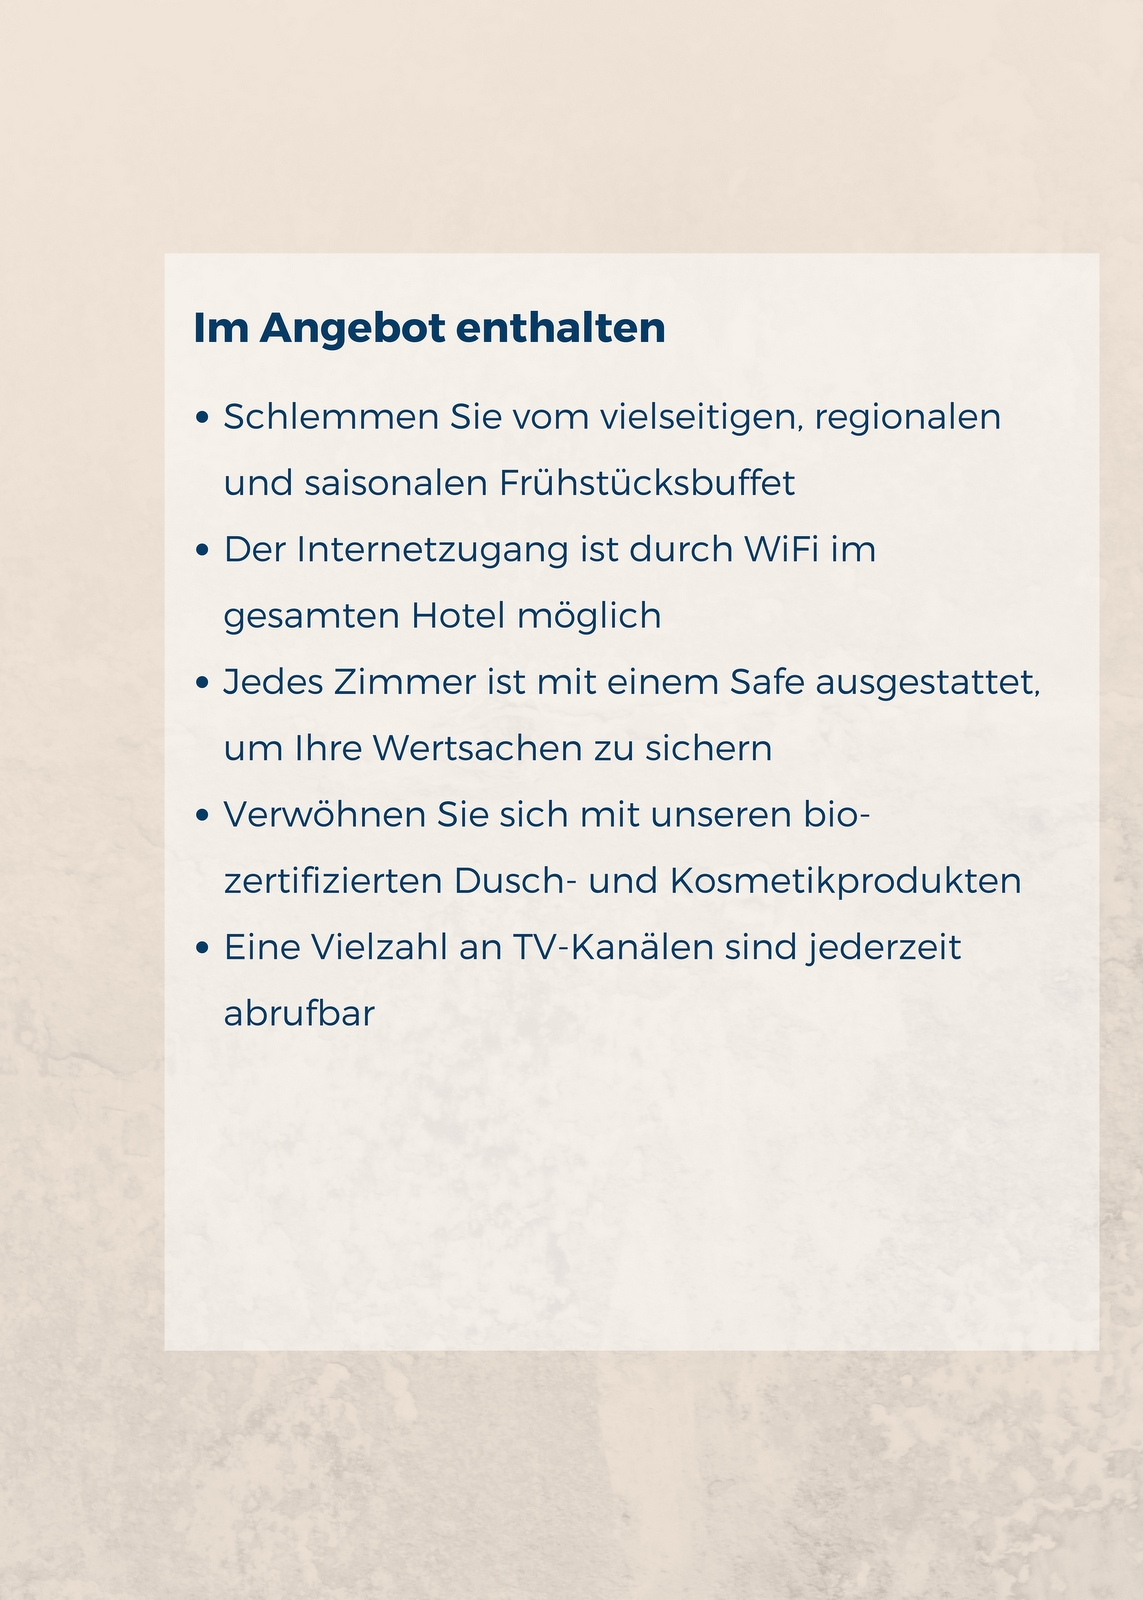 Im Angebot enthalten
• Schlemmen Sie vom vielseitigen, regionalen
und saisonalen Frühstücksbuffet
• Der Internetzugang ist durch WiFi im
gesamten Hotel möglich
• Jedes Zimmer ist mit einem Safe ausgestattet,
um Ihre Wertsachen zu sichern
• Verwöhnen Sie sich mit unseren bio-
zertifizierten Dusch- und Kosmetikprodukten
• Eine Vielzahl an TV-Kanälen sind jederzeit
abrufbar